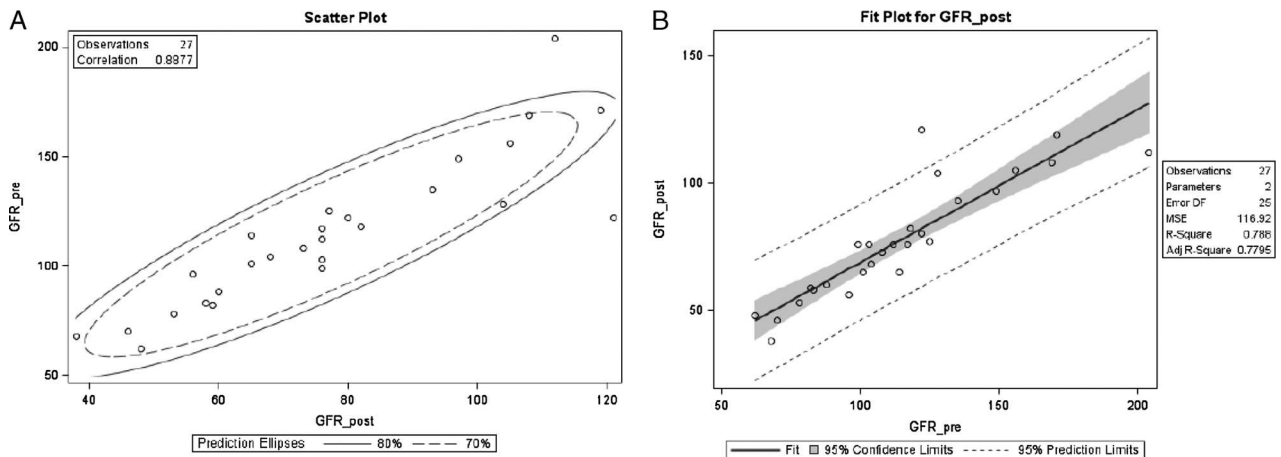 A
Scatter Plot
Observations 27
Correlation 0.8877
200
150
100
50
GFR_pre
40 60 80 100 120
GFR_post
Prediction Ellipses 80% 70%
B
Fit Plot for GFR_post
150
100
50
GFR_post
50 100 150 200
GFR_pre
Observations 27
Parameters 2
Error DF 25
MSE 116.92
R-Square 0.788
Adj R-Square 0.7795
Fit 95% Confidence Limits 95% Prediction Limits